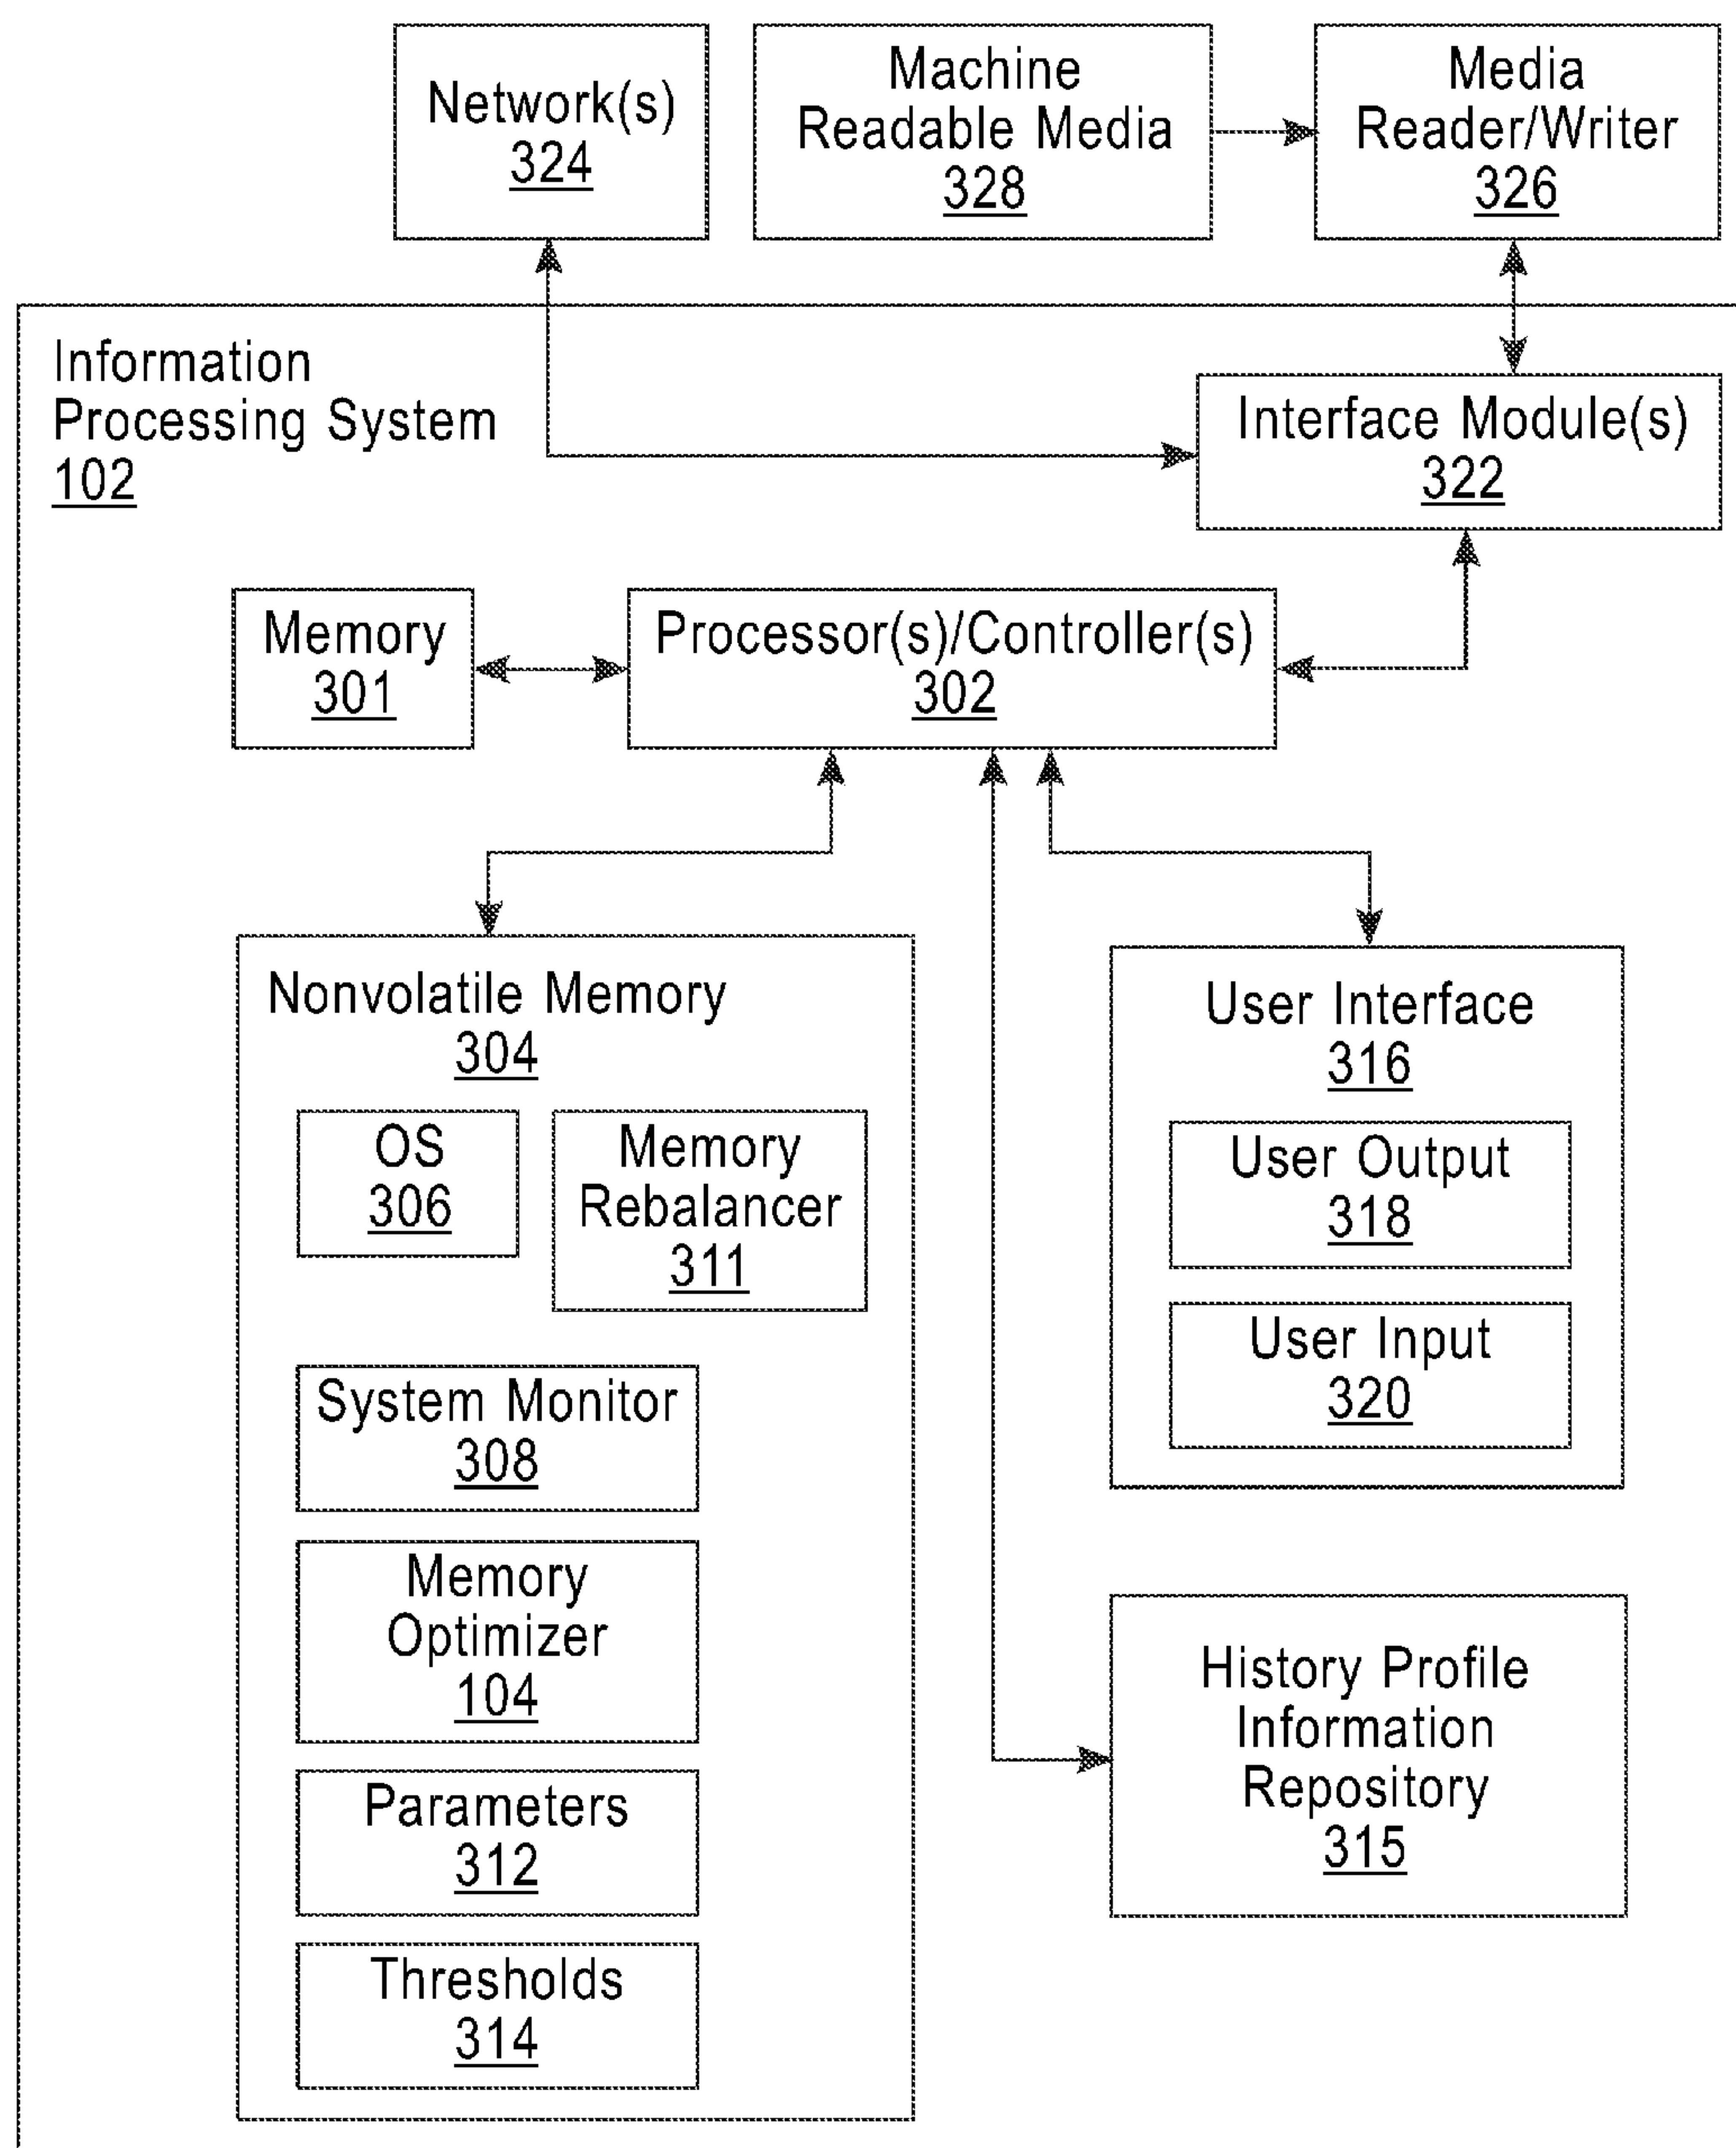 Network(s)
324
Machine
Readable Media
328
Media
Reader/Writer
326
Information
Processing System
102
Interface Module(s)
322
Memory
301
Processor(s)/Controller(s)
302
Nonvolatile Memory
304
OS
306
Memory
Rebalancer
311
System Monitor
308
Memory
Optimizer
104
Parameters
312
Thresholds
314
User Interface
316
User Output
318
User Input
320
History Profile
Information
Repository
315